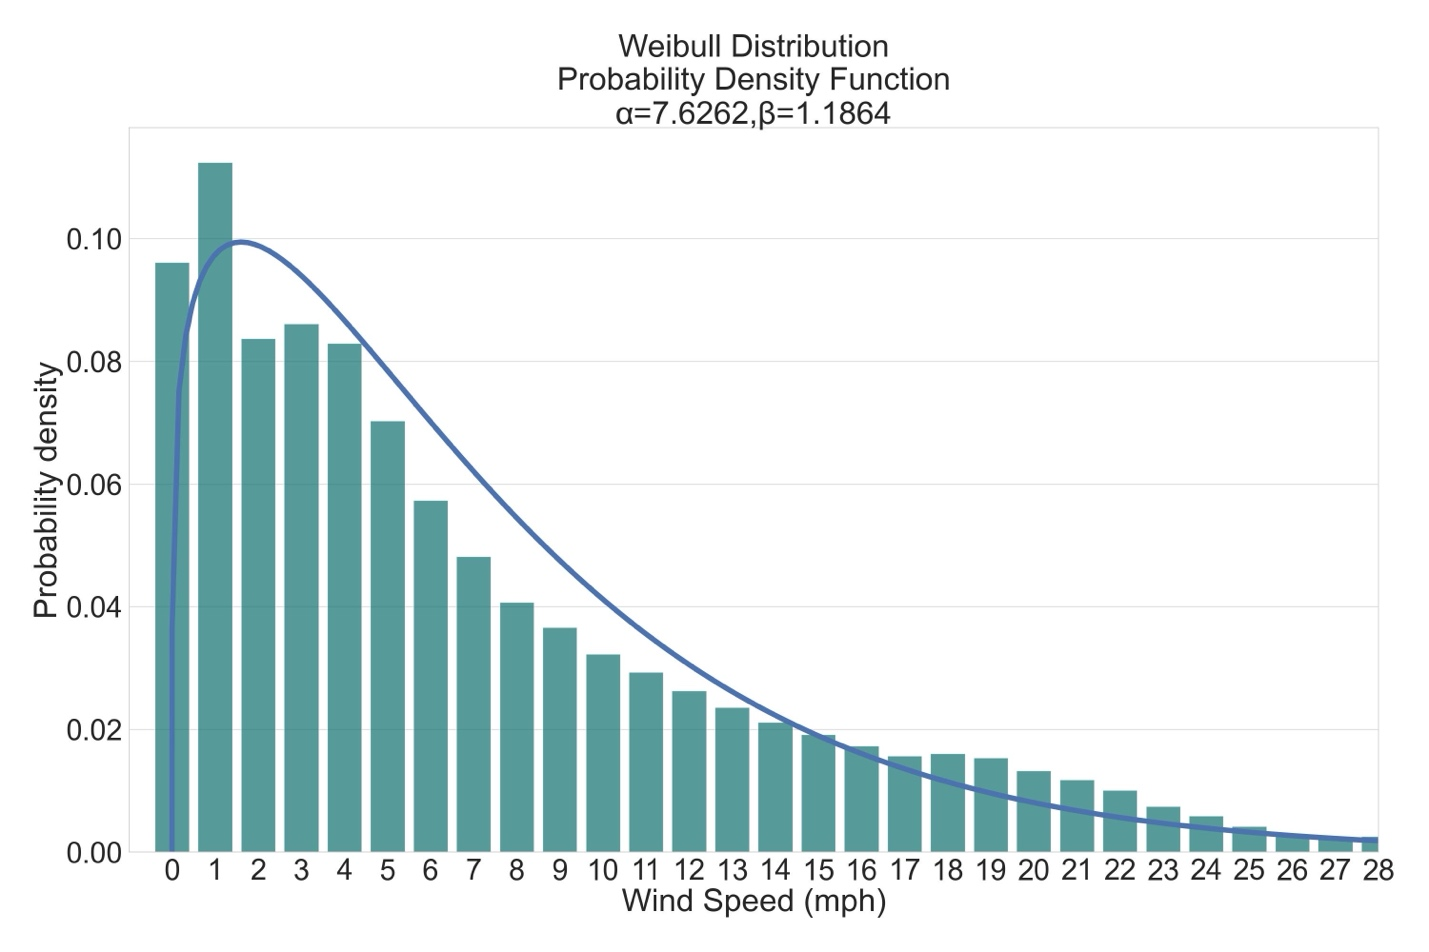 Weibull Distribution
Probability Density Function
α=7.6262,β=1.1864
Probability density
0.10
0.08
0.06
0.04
0.02
0.00
0 1 2 3 4 5 6 7 8 9 10 11 12 13 14 15 16 17 18 19 20 21 22 23 24 25 26 27 28
Wind Speed (mph)